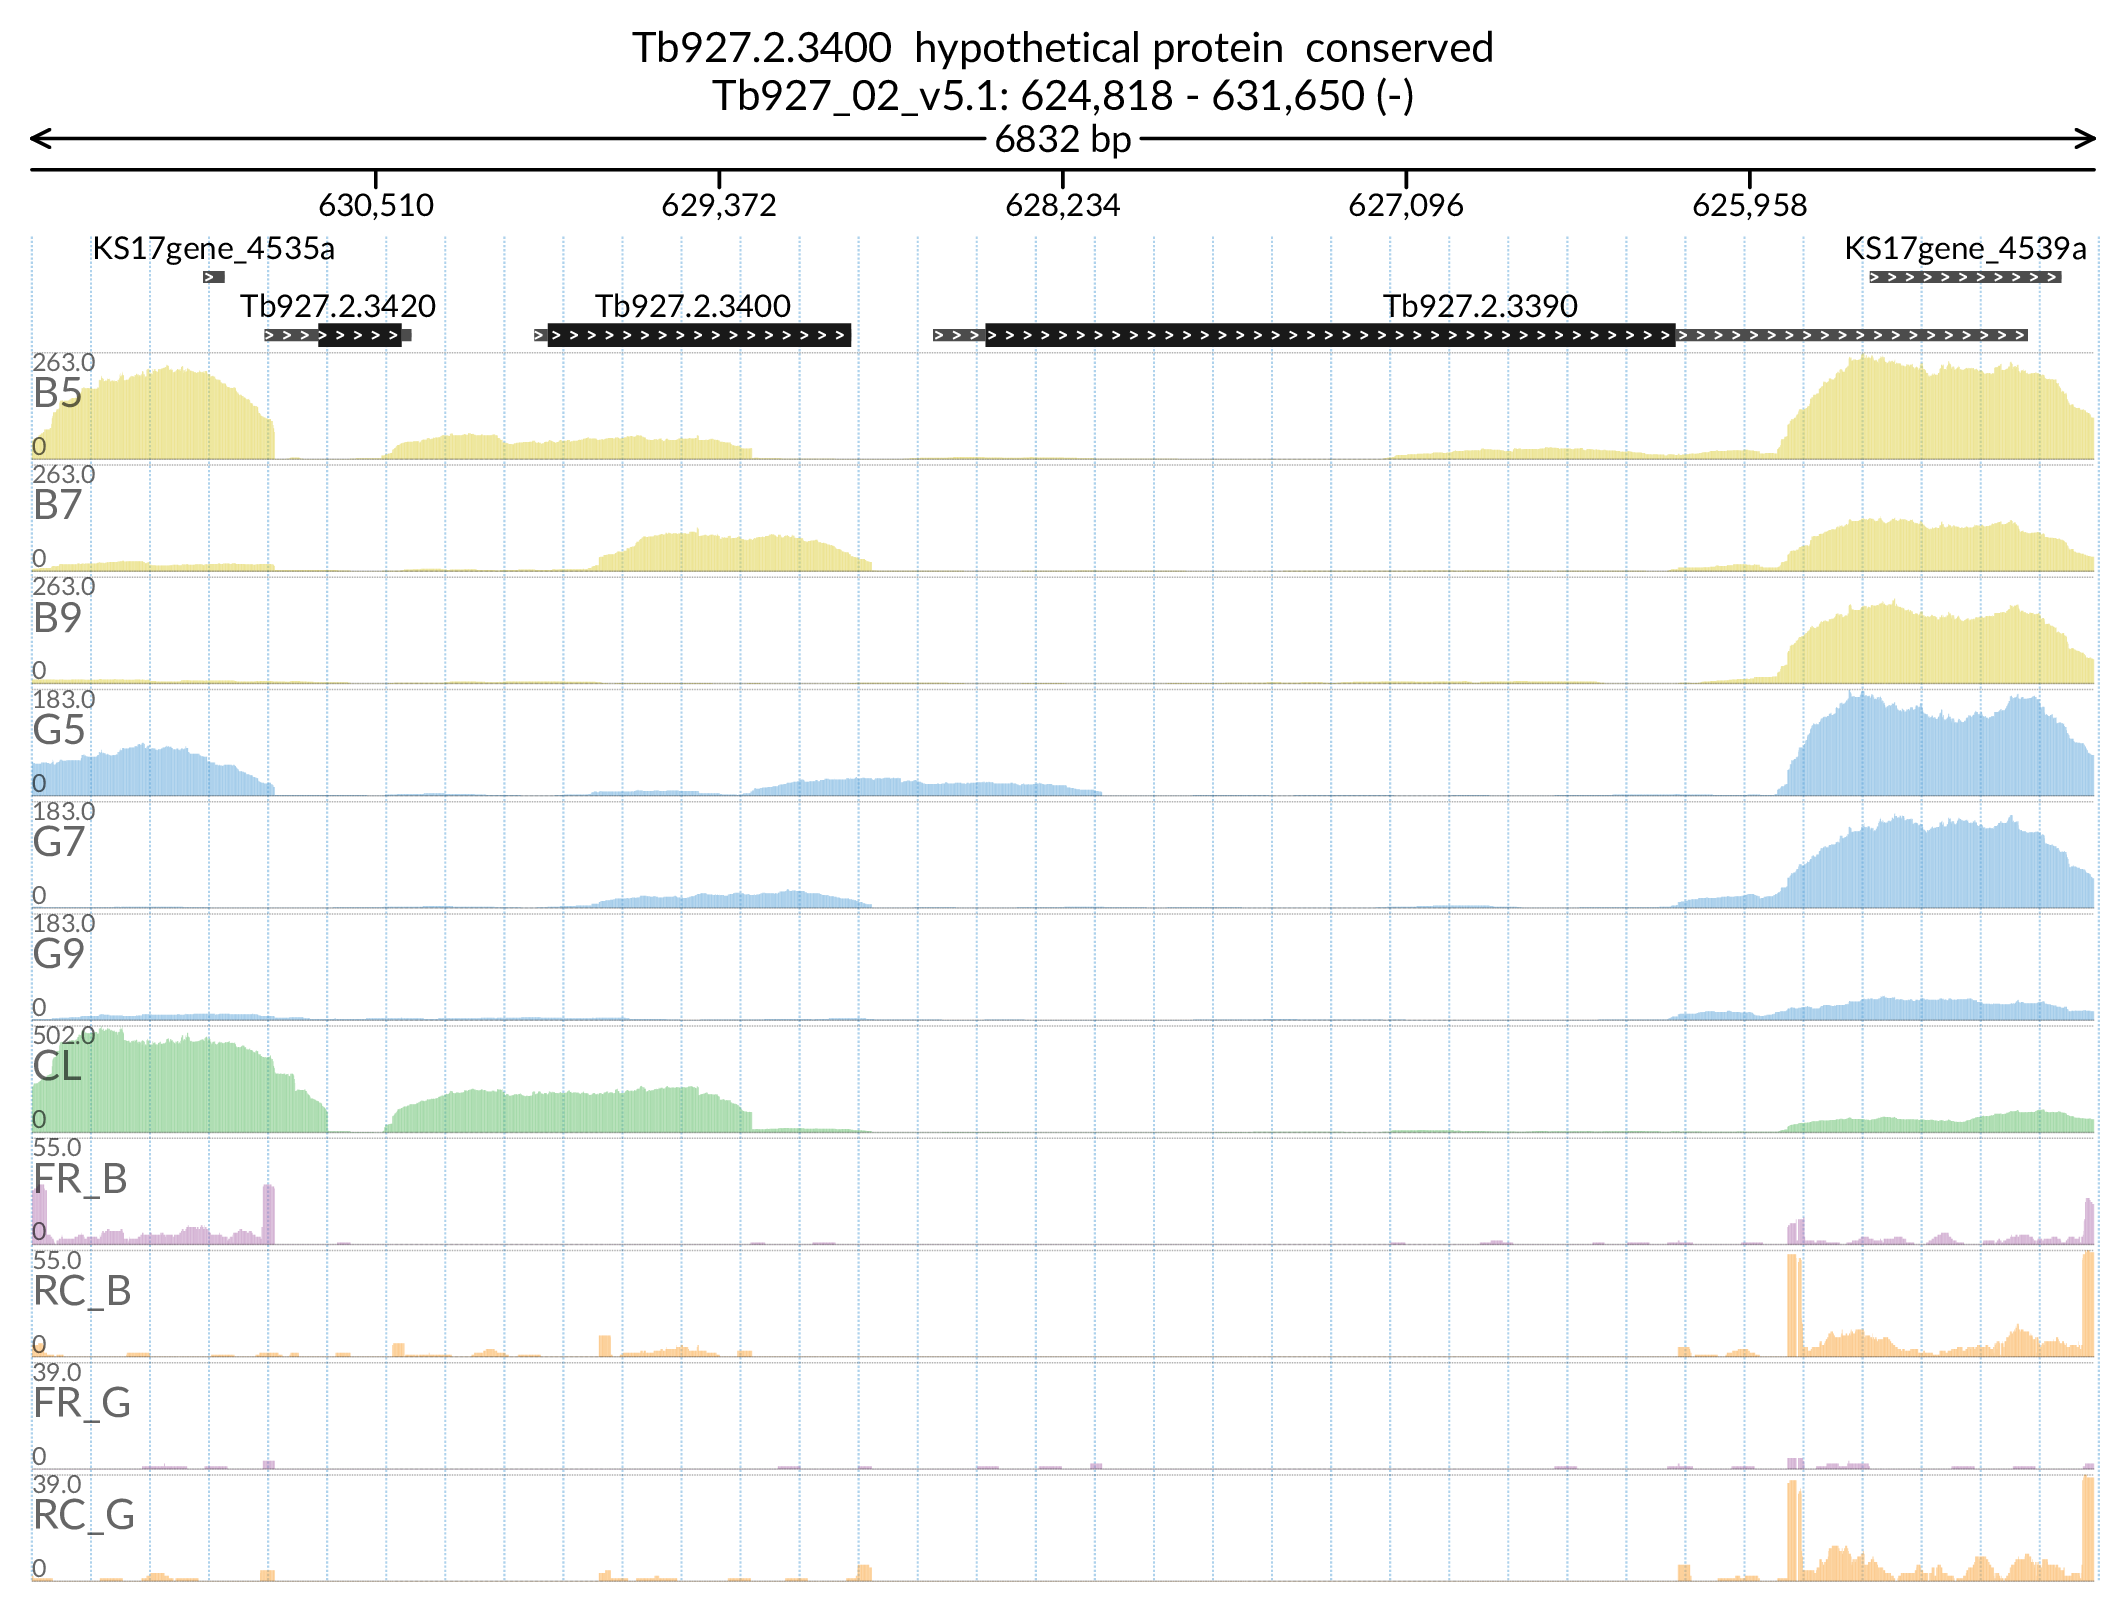 Tb927.2.3400  hypothetical protein  conserved
Tb927_02_v5.1: 624,818 - 631,650 (-)
6832 bp
630,510 629,372 628,234 627,096 625,958
KS17gene_4535a KS17gene_4539a
Tb927.2.3420 Tb927.2.3400 Tb927.2.3390
263.0
B5
0
263.0
B7
0
263.0
B9
0
183.0
G5
0
183.0
G7
0
183.0
G9
0
502.0
CL
0
55.0
FR_B
0
55.0
RC_B
0
39.0
FR_G
0
39.0
RC_G
0